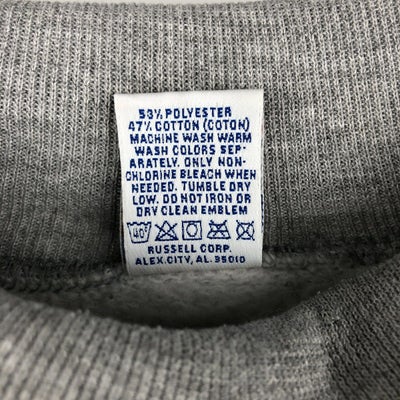 53% POLYESTER
47% COTTON (COTON)
MACHINE WASH WARM
WASH COLORS SEP-
ARATELY. ONLY NON-
CHLORINE BLEACH WHEN
NEEDED. TUMBLE DRY
LOW. DO NOT IRON OR
DRY CLEAN EMBLEM
40°
RUSSELL CORP.
ALEX.CITY, AL. 35010